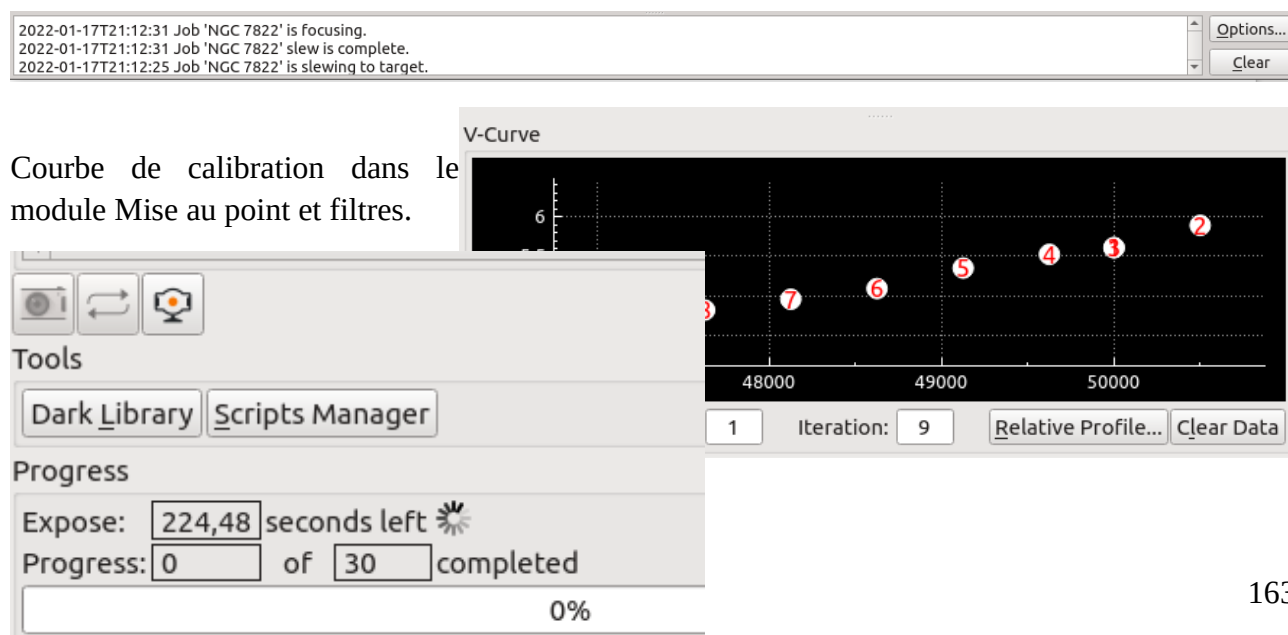 2022-01-17T21:12:31 Job 'NGC 7822' is focusing.
2022-01-17T21:12:31 Job 'NGC 7822' slew is complete.
2022-01-17T21:12:25 Job 'NGC 7822' is slewing to target.
Options...
Clear
Courbe de calibration dans le
module Mise au point et filtres.
V-Curve
6
2
3
4
5
6
7
48000 49000 50000
1 Iteration: 9 Relative Profile... Clear Data
Tools
Dark Library Scripts Manager
Progress
Expose: 224,48 seconds left
Progress: 0 of 30 completed
0%
163